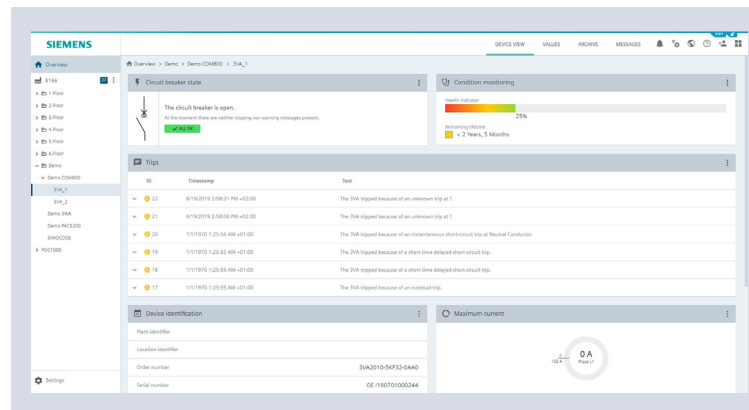 SIEMENS
DEVICE VIEW VALUES ARCHIVE MESSAGES
Overview
Overview > Demo > Demo COM800 > 3VA_1
B166
1.Floor
2.Floor
3.Floor
4.Floor
5.Floor
6.Floor
Demo
Demo COM800
3VA_1
3VA_2
Demo 3WA
Demo PAC5200
SIMOCODE
POC1000
Settings
Circuit breaker state
The circuit breaker is open.
At the moment there are neither tripping nor warning messages present.
ALL OK
Condition monitoring
Health indicator
25%
Remaining lifetime
< 2 Years, 5 Months
Trips
ID Timestamp Text
22 6/19/2019 2:58:21 PM +02:00 The 3VA tripped because of an unknown trip at ?.
21 6/19/2019 2:58:06 PM +02:00 The 3VA tripped because of an unknown trip at ?.
20 1/1/1970 1:25:56 AM +01:00 The 3VA tripped because of an instantaneous short-circuit trip at Neutral Conductor.
19 1/1/1970 1:25:55 AM +01:00 The 3VA tripped because of a short-time delayed short-circuit trip.
18 1/1/1970 1:25:55 AM +01:00 The 3VA tripped because of a short-time delayed short-circuit trip.
17 1/1/1970 1:25:55 AM +01:00 The 3VA tripped because of an overload trip.
Device identification
Plant identifier
Location identifier
Order number 3VA2010-5KP32-0AA0
Serial number OE /190701000244
Maximum current
100 A
0 A
Phase L1